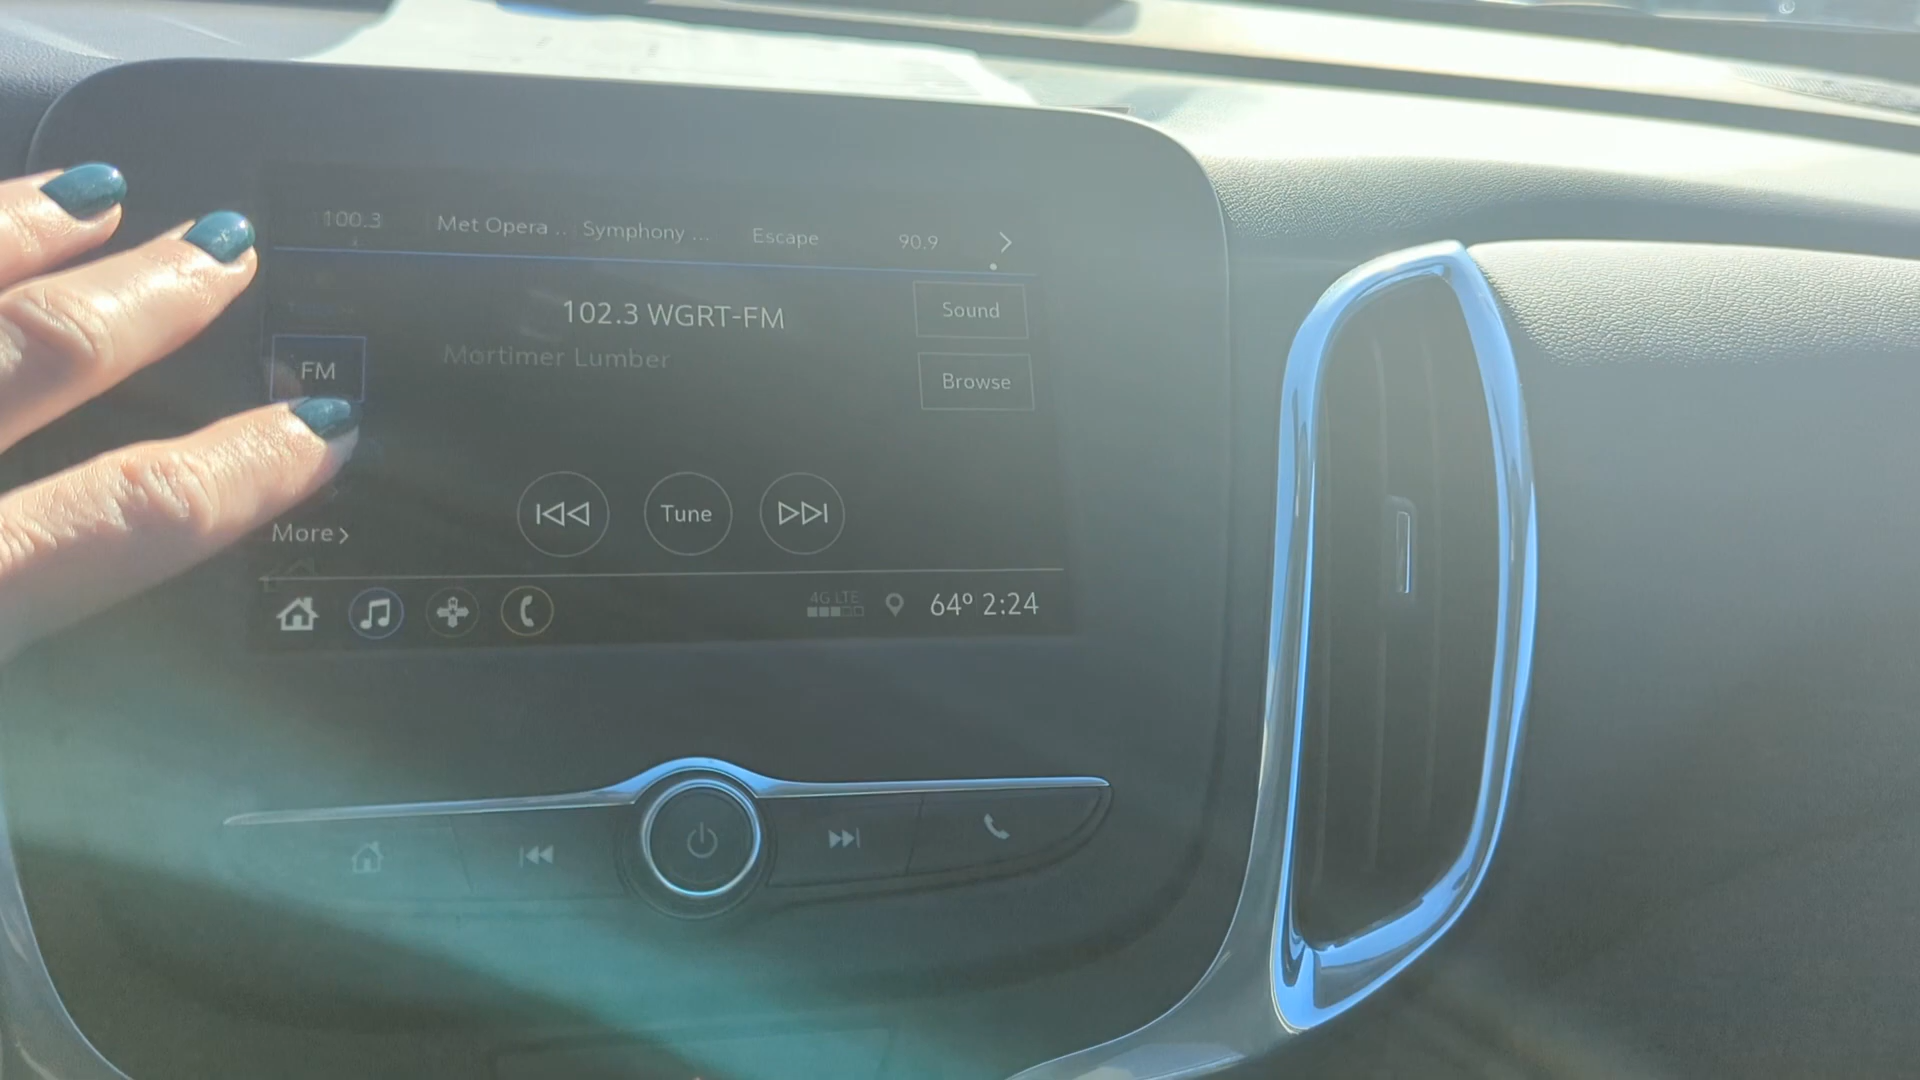 100.3 Met Opera .. Symphony ... Escape 90.9
102.3 WGRT-FM
Sound
Mortimer Lumber
FM
Browse
Tune
More
4G LTE
64° 2:24